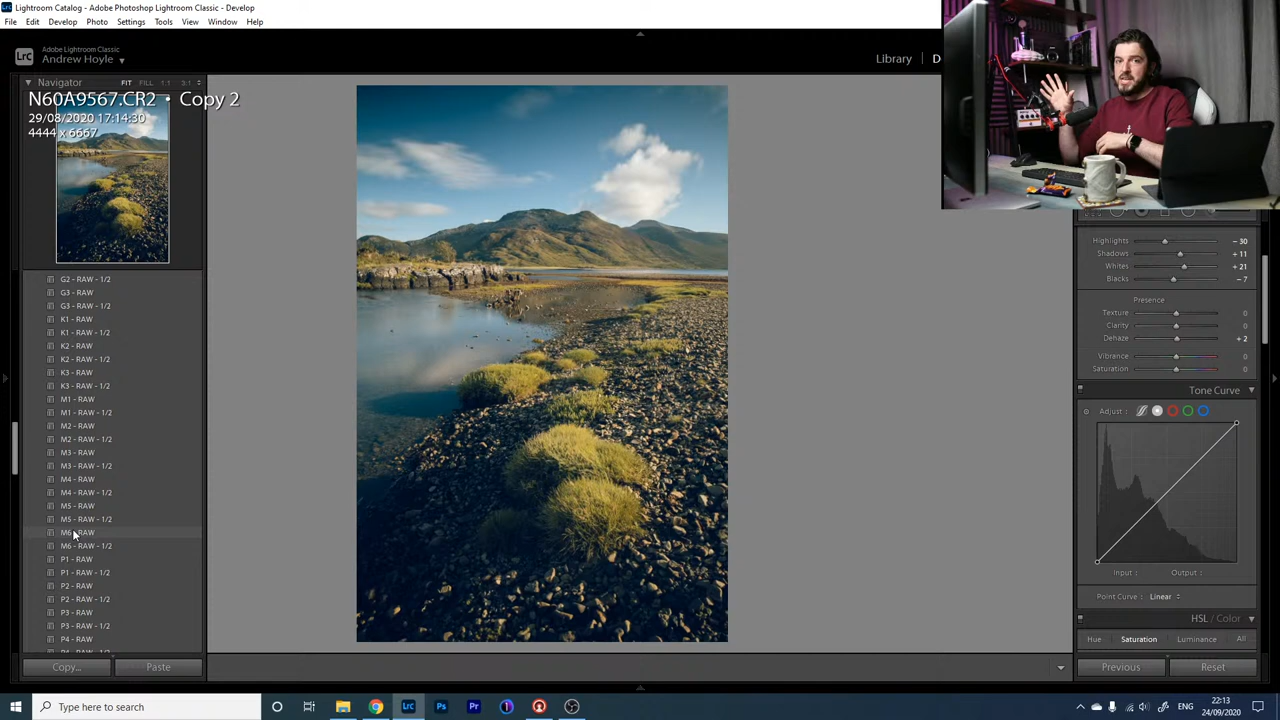 Lightroom Catalog - Adobe Photoshop Lightroom Classic - Develop
File Edit Develop Photo Settings Tools View Window Help
Lrc
Adobe Lightroom Classic
Andrew Hoyle
Library
D
Navigator
FIT FILL 1:1 3:1
N60A9567.CR2 • Copy 2
29/08/2020 17:14:30
4444 x 6667
G2 - RAW - 1/2
G3 - RAW
G3 - RAW - 1/2
K1 - RAW
K1 - RAW - 1/2
K2 - RAW
K2 - RAW - 1/2
K3 - RAW
K3 - RAW - 1/2
M1 - RAW
M1 - RAW - 1/2
M2 - RAW
M2 - RAW - 1/2
M3 - RAW
M3 - RAW - 1/2
M4 - RAW
M4 - RAW - 1/2
M5 - RAW
M5 - RAW - 1/2
M6 - RAW
M6 - RAW - 1/2
P1 - RAW
P1 - RAW - 1/2
P2 - RAW
P2 - RAW - 1/2
P3 - RAW
P3 - RAW - 1/2
P4 - RAW
Copy... Paste
Highlights - 30
Shadows + 11
Whites + 21
Blacks - 7
Presence
Texture 0
Clarity 0
Dehaze + 2
Vibrance 0
Saturation 0
Tone Curve
Adjust :
Input : Output :
Point Curve : Linear
HSL / Color
Hue Saturation Luminance All
Previous Reset
Type here to search
Lrc Ps Pr
ENG
22:13
24/09/2020